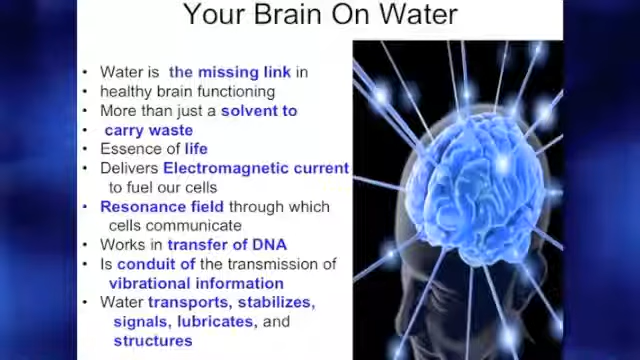 Your Brain On Water
• Water is the missing link in
• healthy brain functioning
• More than just a solvent to
• carry waste
• Essence of life
• Delivers Electromagnetic current
to fuel our cells
• Resonance field through which
cells communicate
• Works in transfer of DNA
• Is conduit of the transmission of
vibrational information
• Water transports, stabilizes,
signals, lubricates, and
structures